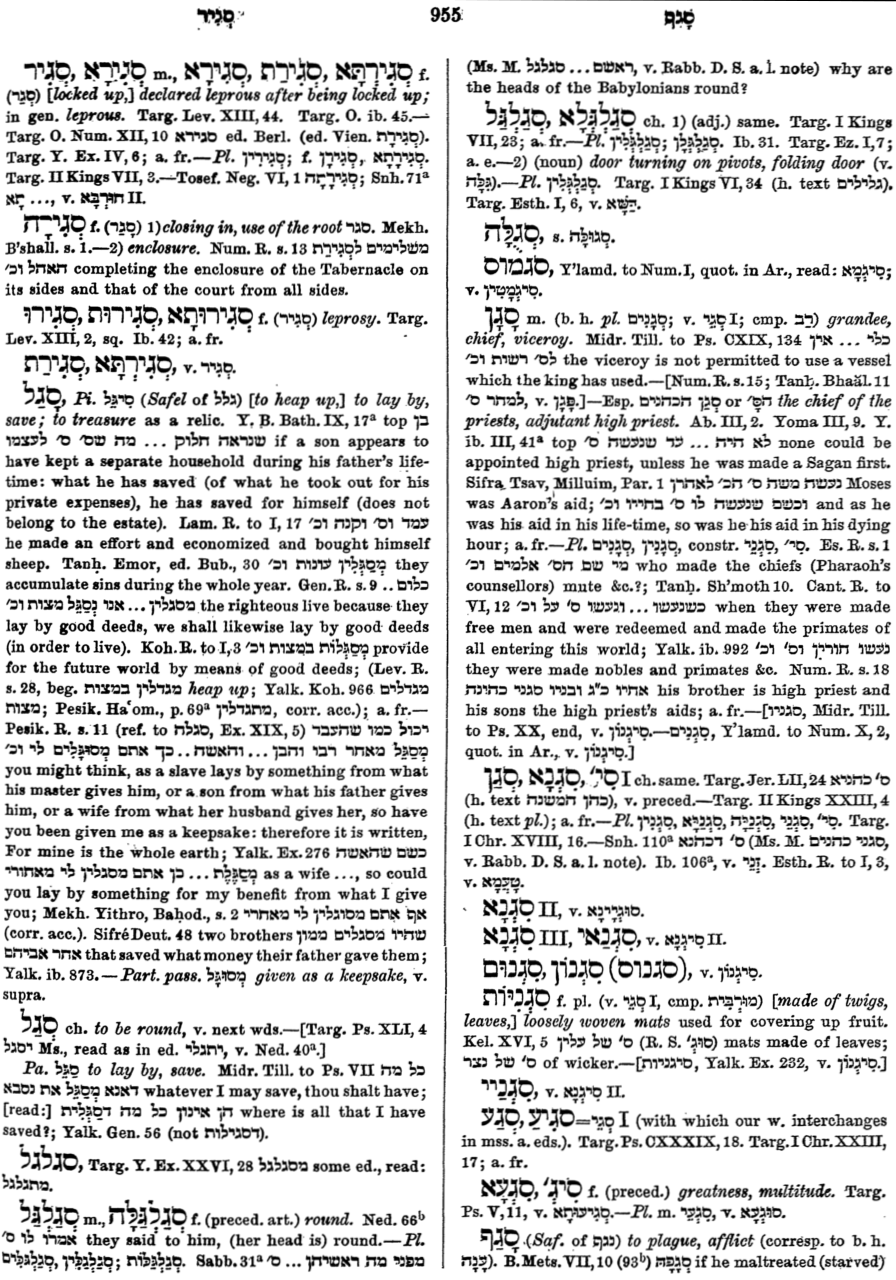 סְגִיר 955 סָגַף
סְגִיר, סְגִירָא m., סְגִירָא, סְגִירַת, סְגִירְתָּא f.
(סְגַר) [locked up,] declared leprous after being locked up;
in gen. leprous. Targ. Lev. XIII, 44. Targ. O. ib. 45.—
Targ. O. Num. XII, 10 סגירא ed. Berl. (ed. Vien. סְגִירָת).
Targ. Y. Ex. IV, 6; a. fr.—Pl. סְגִירִין; f. סְגִירָן, סְגִירָתָא.
Targ. II Kings VII, 3.—Tosef. Neg. VI, 1 סְגִירָתָה; Snh. 71ᵃ
תָא ..., v. חוּרְבָּא II.
סְגִירָה f. (סָגַר) 1) closing in, use of the root סגר Mekh.
B'shall. s. 1.—2) enclosure. Num. R. s. 13 משלימים לסְגִירַת
האהל וכ׳ completing the enclosure of the Tabernacle on
its sides and that of the court from all sides.
סְגִירוּ, סְגִירוּת, סְגִירוּתָא f. (סְגִיר) leprosy. Targ.
Lev. XIII, 2, sq. Ib. 42; a. fr.
סְגִירַת, סְגִירְתָּא, v. סְגִיר.
סָגַל, Pi. סִיגֵּל (Safel of גלל) [to heap up,] to lay by,
save; to treasure as a relic. Y. B. Bath. IX, 17ᵃ top בן
שנראה חלוק ... מה שס׳ ס׳ לעצמו if a son appears to
have kept a separate household during his father's life-
time: what he has saved (of what he took out for his
private expenses), he has saved for himself (does not
belong to the estate). Lam. R. to I, 17 עמד וס׳ וקנה וכ׳
he made an effort and economized and bought himself
sheep. Tanḥ. Emor, ed. Bub., 30 מְסַגְּלִין עונות וכ׳ they
accumulate sins during the whole year. Gen. R. s. 9 .. כלום
מסגלין... אנו נְסַגֵּל מצות וכ׳ the righteous live because they
lay by good deeds, we shall likewise lay by good deeds
(in order to live). Koh. R. to I, 3 מְסַגְּלוֹת במצות וכ׳ provide
for the future world by means of good deeds; (Lev. R.
s. 28, beg. מגדלין במצות heap up; Yalk. Koh. 966 מגדלים
מצות; Pesik. Haʿom., p. 69ᵃ מתגדלין, corr. acc.); a. fr.—
Pesik. R. s. 11 (ref. to סגלה, Ex. XIX, 5) יכול כמו שהעבד
מְסַגֵּל מאחר רבו והבן ... והאשה.. כך אתם מְסוּגָּלִים לי וכ׳
you might think, as a slave lays by something from what
his master gives him, or a son from what his father gives
him, or a wife from what her husband gives her, so have
you been given me as a keepsake: therefore it is written,
For mine is the whole earth; Yalk. Ex. 276 כשם שהאשה
מְסַגֶּלֶת ... כן אתם מסגלין לי מאחורי as a wife ..., so could
you lay by something for my benefit from what I give
you; Mekh. Yithro, Baḥod., s. 2 אף אתם מסוגלין לי מאחרי
(corr. acc.). Sifré Deut. 48 two brothers שהיו מסגלים ממון
אחר אביהם that saved what money their father gave them;
Yalk. ib. 873.—Part. pass. מְסוּגָּל given as a keepsake, v.
supra.
סְגַל ch. to be round, v. next wds.—[Targ. Ps. XLI, 4
יסגל Ms., read as in ed. יתגלי, v. Ned. 40ᵃ.]
Pa. סַגֵּל to lay by, save. Midr. Till. to Ps. VII כל מה
דאנא מְסַגֵּל את נסבא whatever I may save, thou shalt have;
[read:] הן אינון כל מה דסַגְּלִית where is all that I have
saved?; Yalk. Gen. 56 (not דסגילות).
סגלגל, Targ. Y. Ex. XXVI, 28 מסגלגל some ed., read:
מתגלגל.
סְגַלְגַּל m., סְגַלְגַּלָּה f. (preced. art.) round. Ned. 66ᵇ
אמרו לו ס׳ they said to him, (her head is) round.—Pl.
סְגַלְגַּלִּים, סְגַלְגַּלִּין; סְגַלְגַּלּוֹת. Sabb. 31ᵃ מפני מה ראשיהן ... ס׳
(Ms. M. ראשם... סגלגל, v. Rabb. D. S. a. l. note) why are
the heads of the Babylonians round?
סְגַלְגַּל, סְגַלְגְּלָא ch. 1) (adj.) same. Targ. I Kings
VII, 23; a. fr.—Pl. סְגַלְגְּלִין; סְגַלְגְּלָן. Ib. 31. Targ. Ez. I, 7;
a. e.—2) (noun) door turning on pivots, folding door (v.
גַּלָּה).—Pl. סְגַלְגְּלִין. Targ. I Kings VI, 34 (h. text גלילים).
Targ. Esth. I, 6, v. דַּשָּׁא.
סְגֻלָּה, s. סְגוּלָּה.
סגמוס, Y'lamd. to Num. I, quot. in Ar., read: סִיגְמָא;
v. סִיגְמָטִין.
סָגָן m. (b. h. pl. סְגָנִים; v. סְגֵי I; cmp. רַב) grandee,
chief, viceroy. Midr. Till. to Ps. CXIX, 134 כלי ... אין
לס׳ רשות וכ׳ the viceroy is not permitted to use a vessel
which the king has used.—[Num. R. s. 15; Tanḥ. Bhaăl. 11
למהר ס׳, v. פָּגָן.]—Esp. סְגַן הכהנים or הס׳ the chief of the
priests, adjutant high priest. Ab. III, 2. Yoma III, 9. Y.
ib. III, 41ᵃ top לא היה ... עד שנעשה ס׳ none could be
appointed high priest, unless he was made a Sagan first.
Sifra, Tsav, Milluim, Par. 1 נעשה משה ס׳ הכ׳ לאהרן Moses
was Aaron's aid; וכשם שנעשה לו ס׳ בחייו וכ׳ and as he
was his aid in his life-time, so was he his aid in his dying
hour; a. fr.—Pl. סְגָנִים, סְגָנִין, constr. סִגְנֵי, סִי׳. Es. R. s. 1
מי שם הס׳ אלמים וכ׳ who made the chiefs (Pharaoh's
counsellors) mute &c.?; Tanḥ. Sh'moth 10. Cant. R. to
VI, 12 כשנעשו... ונעשו ס׳ על וכ׳ when they were made
free men and were redeemed and made the primates of
all entering this world; Yalk. ib. 992 נעשו חורין וס׳ וכ׳
they were made nobles and primates &c. Num. R. s. 18
אחיו כ״ג ובניו סגני כהונה his brother is high priest and
his sons the high priest's aids; a. fr.—[סגניו, Midr. Till.
to Ps. XX, end, v. סִיגְנוֹן.—סְגָנִים, Y'lamd. to Num. X, 2,
quot. in Ar., v. סִיגְנוֹן.]
סְגַן, סִגְנָא, סִי׳ I ch. same. Targ. Jer. LII, 24 ס׳ כהניא
(h. text כהן המשנה), v. preced.—Targ. II Kings XXIII, 4
(h. text pl.); a. fr.—Pl. סִגְנִין, סִגְנַיָּא, סִגְנַיָּה, סִגְנֵי, סִי׳. Targ.
I Chr. XVIII, 16.—Snh. 110ᵃ ס׳ דכהנא (Ms. M. סגני כהנים,
v. Rabb. D. S. a. l. note). Ib. 106ᵃ, v. זְגֵי. Esth. R. to I, 3,
v. טַעְמָא.
סִגְנָא II, v. סוּגְיָינָא.
סִגְנָא III, סִגְנַאי, v. סִיגְנָא II.
סִגְנוֹם, סִגְנוֹן (סגנוס), v. סִיגְנוֹן.
סִגְנִיּוֹת f. pl. (v. סְגֵי I, cmp. מוּרְבִּית) [made of twigs,
leaves,] loosely woven mats used for covering up fruit.
Kel. XVI, 5 ס׳ של עלין (R. S. סוּגְ׳) mats made of leaves;
ס׳ של נצר of wicker.—[סיגניות, Yalk. Ex. 232, v. סִיגְנוֹן.]
סִגְנַיי, v. סִיגְנָא II.
סְגַע, סְגִיעַ=סְגֵי I (with which our w. interchanges
in mss. a. eds.). Targ. Ps. CXXXIX, 18. Targ. I Chr. XXIII,
17; a. fr.
סִגְעָא, סִיגְ׳ f. (preced.) greatness, multitude. Targ.
Ps. V, 11, v. סְגִיעוּתָא.—Pl. m. סִגְעֵי, v. סוּגְעָא.
סָגַף (Saf. of נגף) to plague, afflict (corresp. to b. h.
עָנָה). B. Mets. VII, 10 (93ᵇ) סִגְּפָהּ if he maltreated (starved)